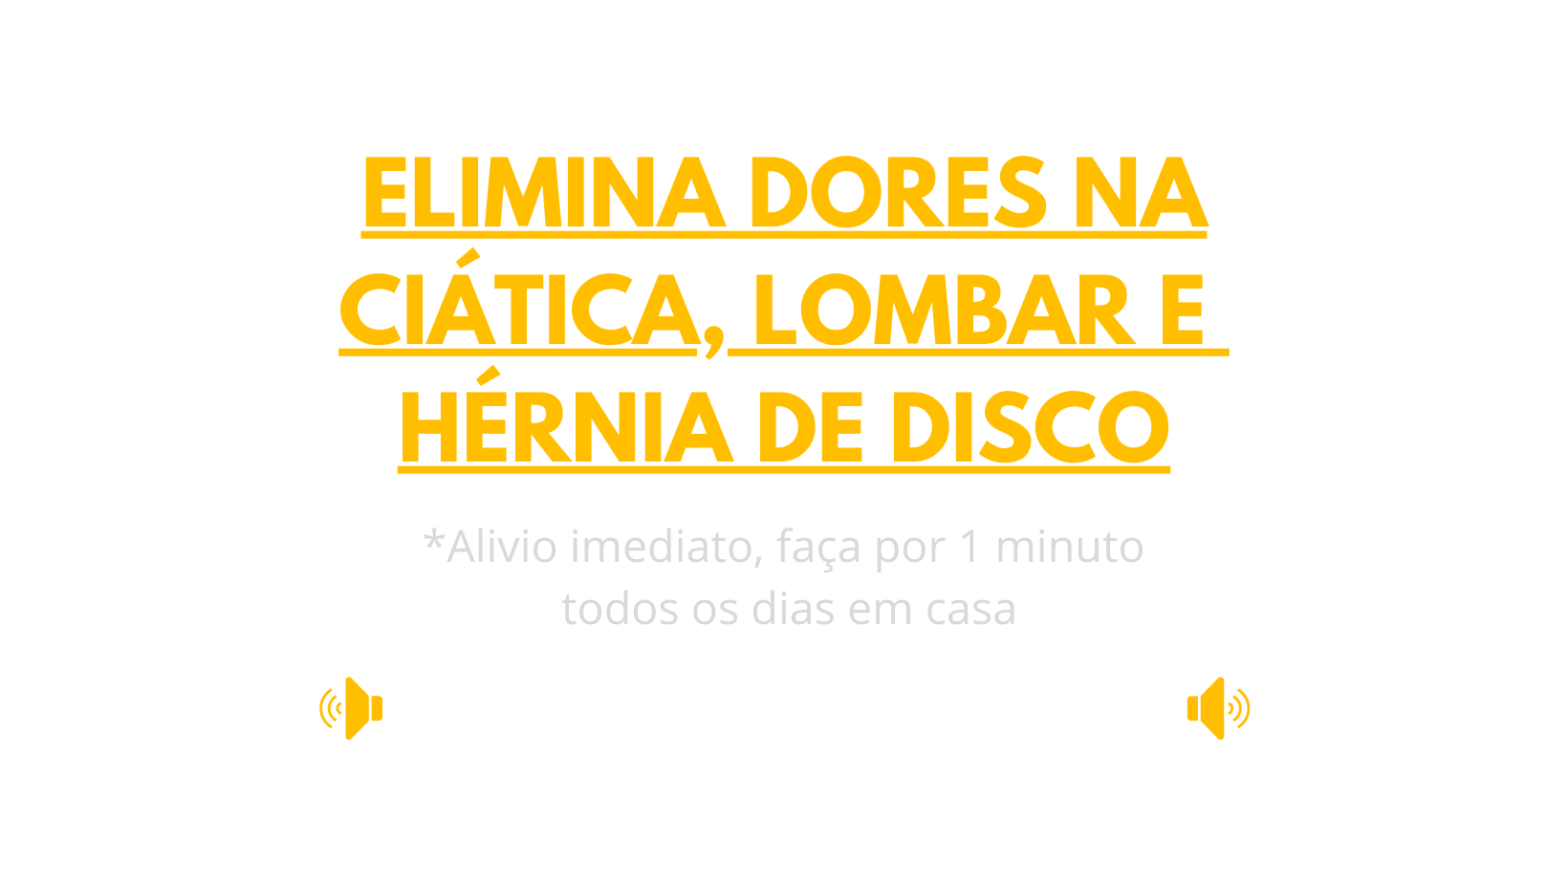 ELIMINA DORES NA
CIÁTICA, LOMBAR E
HÉRNIA DE DISCO
*Alivio imediato, faça por 1 minuto
todos os dias em casa